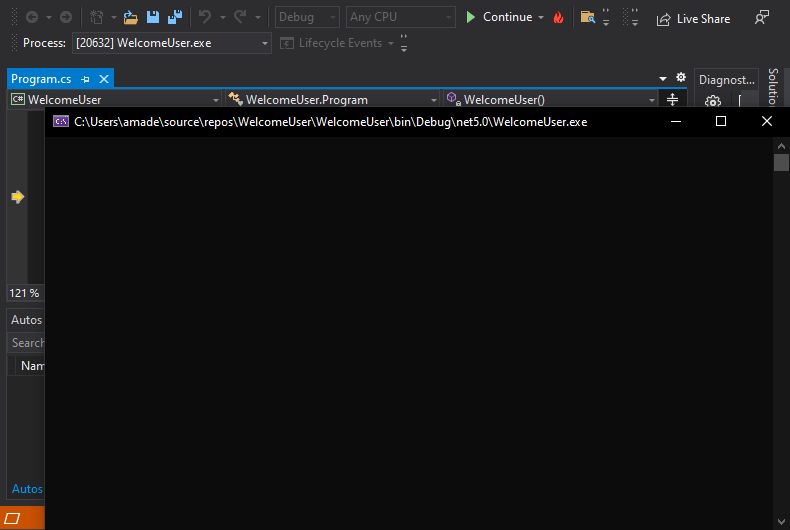 Debug Any CPU Continue Live Share
Process: [20632] WelcomeUser.exe Lifecycle Events
Program.cs Diagnost...
C# WelcomeUser WelcomeUser.Program WelcomeUser()
C:\Users\amade\source\repos\WelcomeUser\WelcomeUser\bin\Debug\net5.0\WelcomeUser.exe
121 %
Autos
Search
Nam
Autos
Solutio